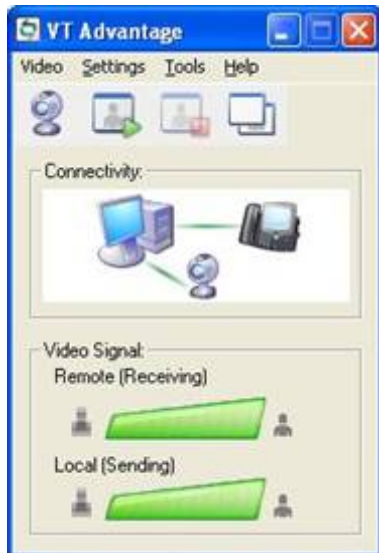 VT Advantage
Video Settings Tools Help
Connectivity:
Video Signal:
Remote (Receiving)
Local (Sending)